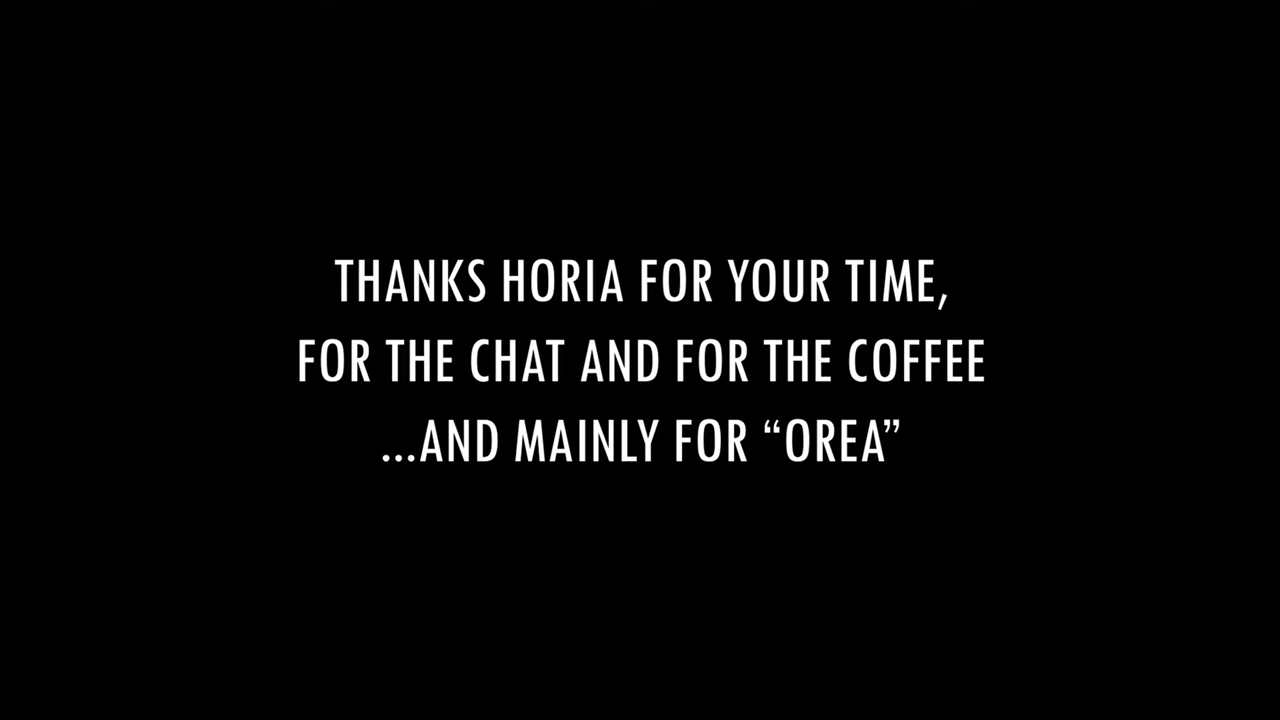 THANKS HORIA FOR YOUR TIME,
FOR THE CHAT AND FOR THE COFFEE
...AND MAINLY FOR “OREA”